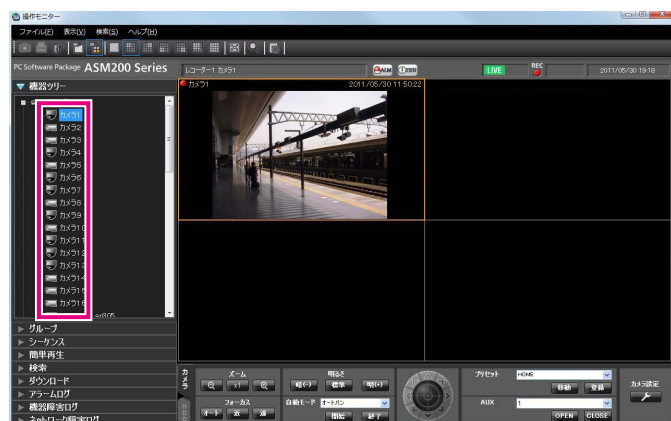 操作モニター
ファイル(F) 表示(V) 検索(S) ヘルプ(H)
PC Software Package ASM200 Series
レコーダー1 カメラ1
ALM
ERR
LIVE
REC
2011/05/30 19:18
機器ツリー
カメラ1
カメラ2
カメラ3
カメラ4
カメラ5
カメラ6
カメラ7
カメラ8
カメラ9
カメラ10
カメラ11
カメラ12
カメラ13
カメラ14
カメラ15
カメラ16
カメラ1
2011/05/30 11:50:22
グループ
シーケンス
簡単再生
検索
ダウンロード
アラームログ
機器障害ログ
ネットワーク障害ログ
カメラ
HDD
ズーム
x1
フォーカス
オート 近 遠
明るさ
暗(-) 標準 明(+)
自動モード オートパン
開始 終了
プリセット HOME
移動 登録
AUX 1
OPEN CLOSE
カメラ設定